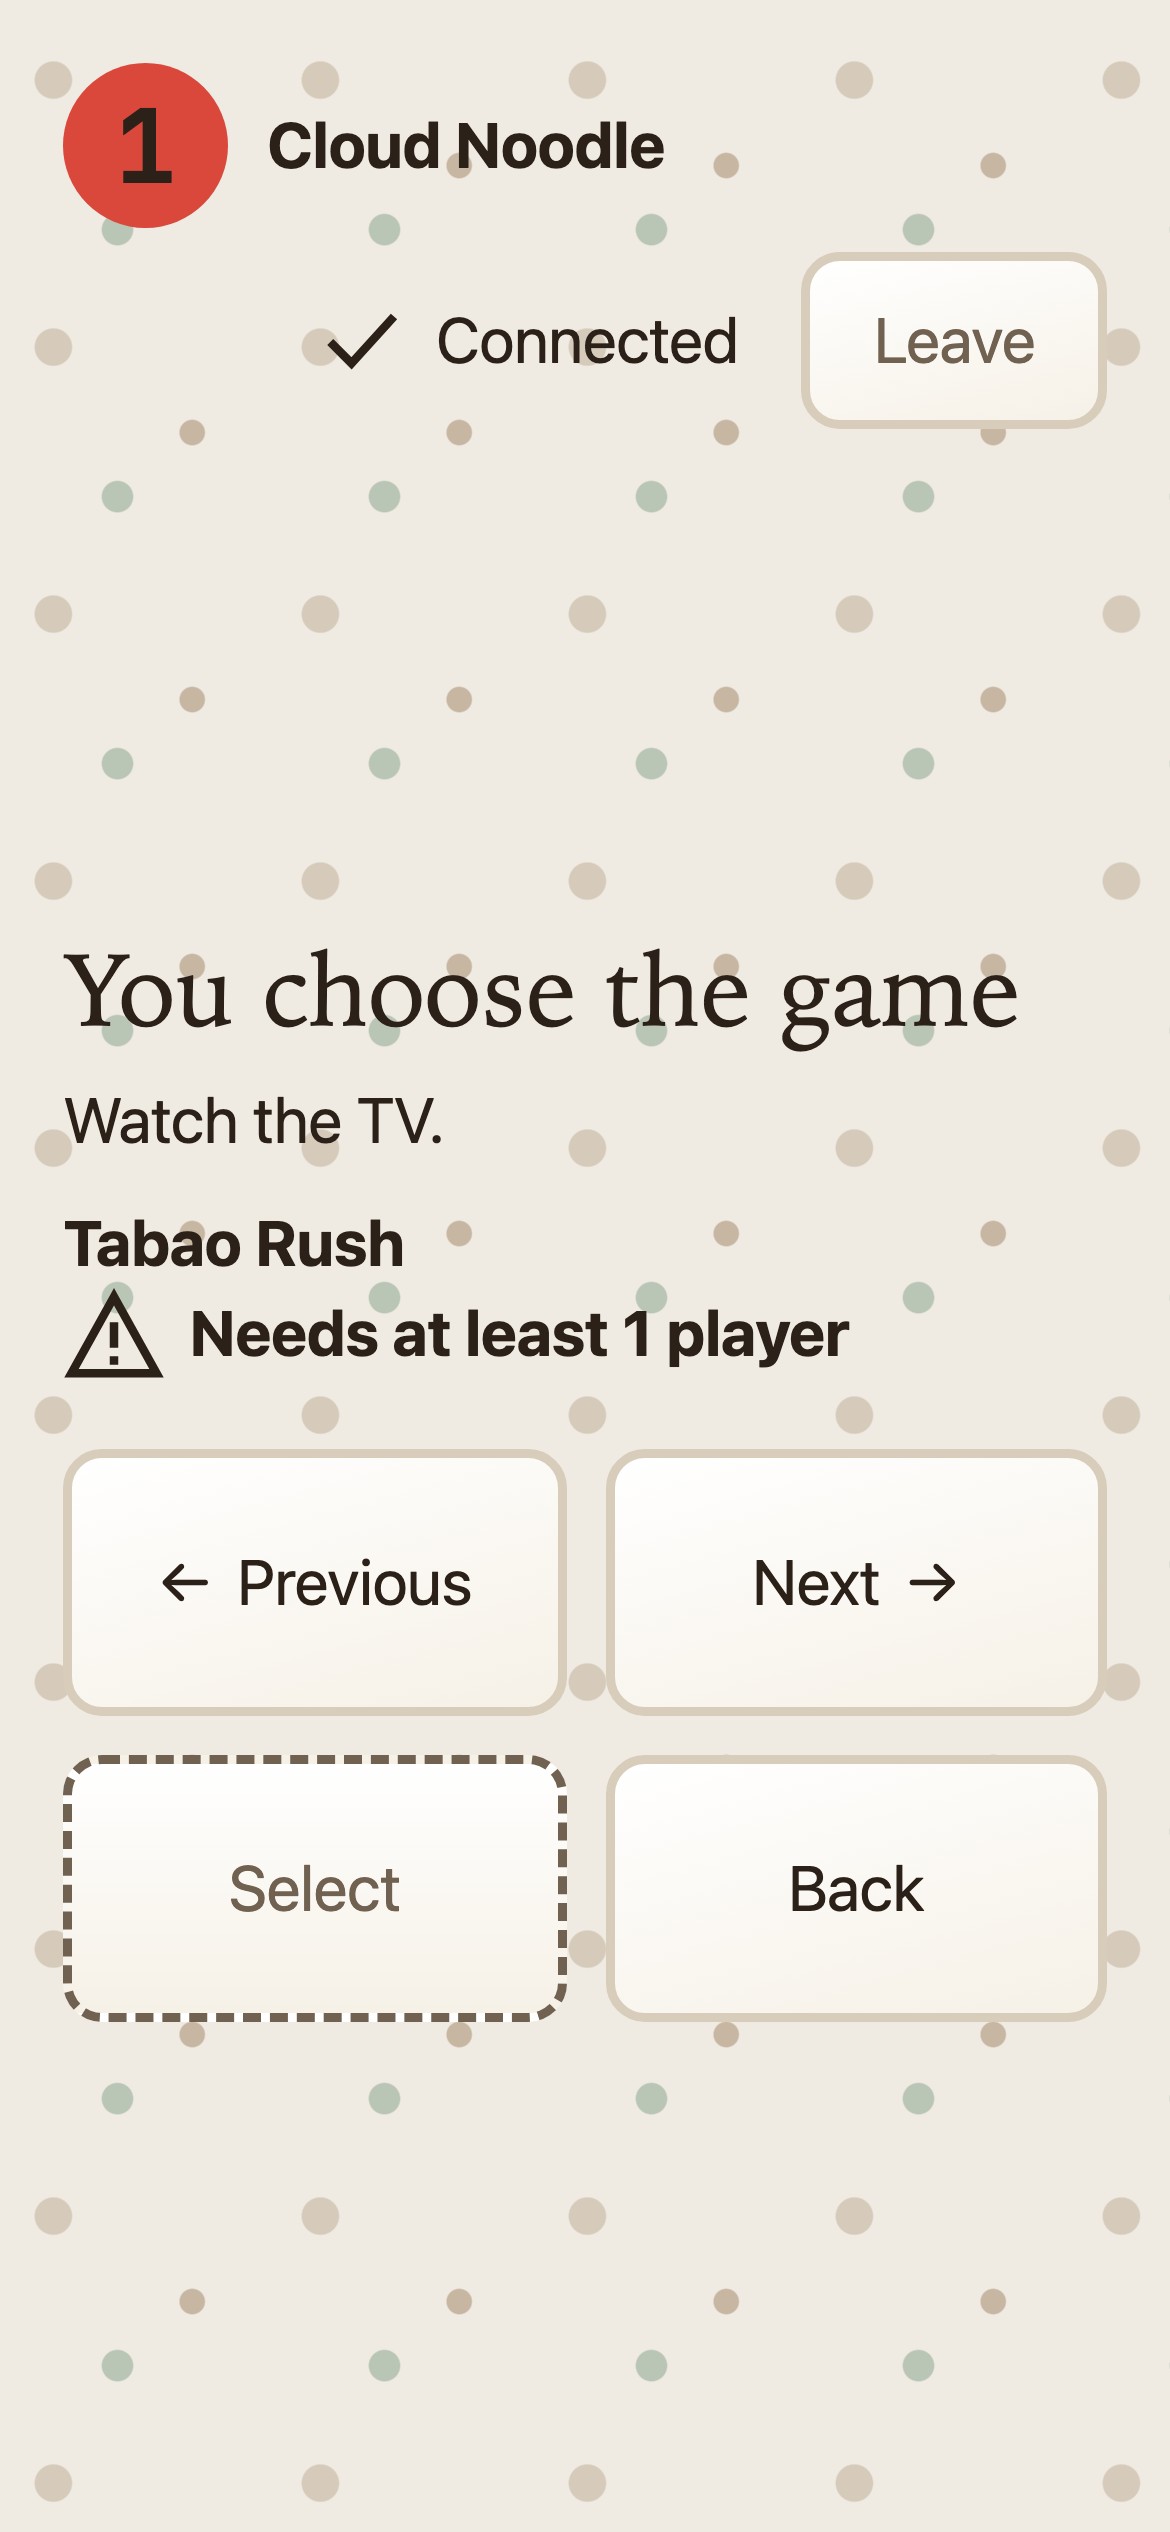 1
Cloud Noodle
Connected
Leave
You choose the game
Watch the TV.
Tabao Rush
Needs at least 1 player
← Previous
Next →
Select
Back